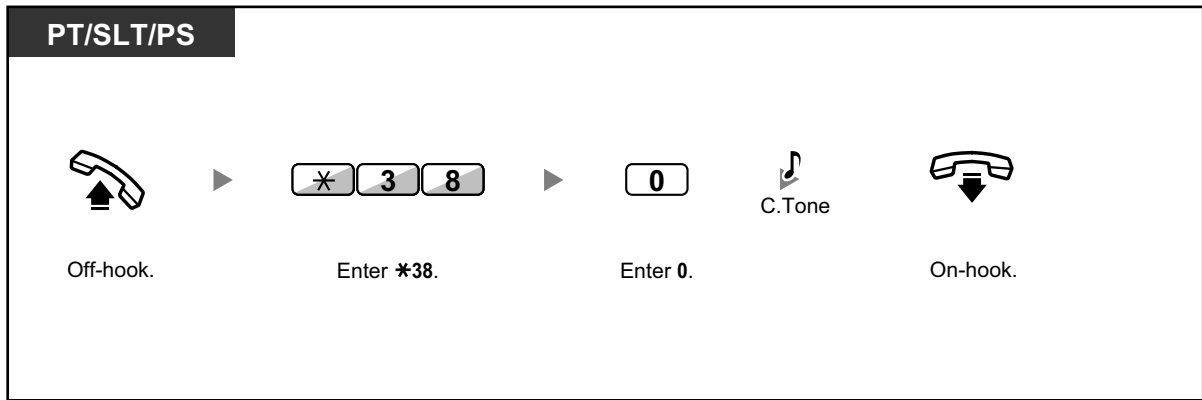 PT/SLT/PS
✳ 3 8 0
C.Tone
Off-hook. Enter ✳38. Enter 0. On-hook.